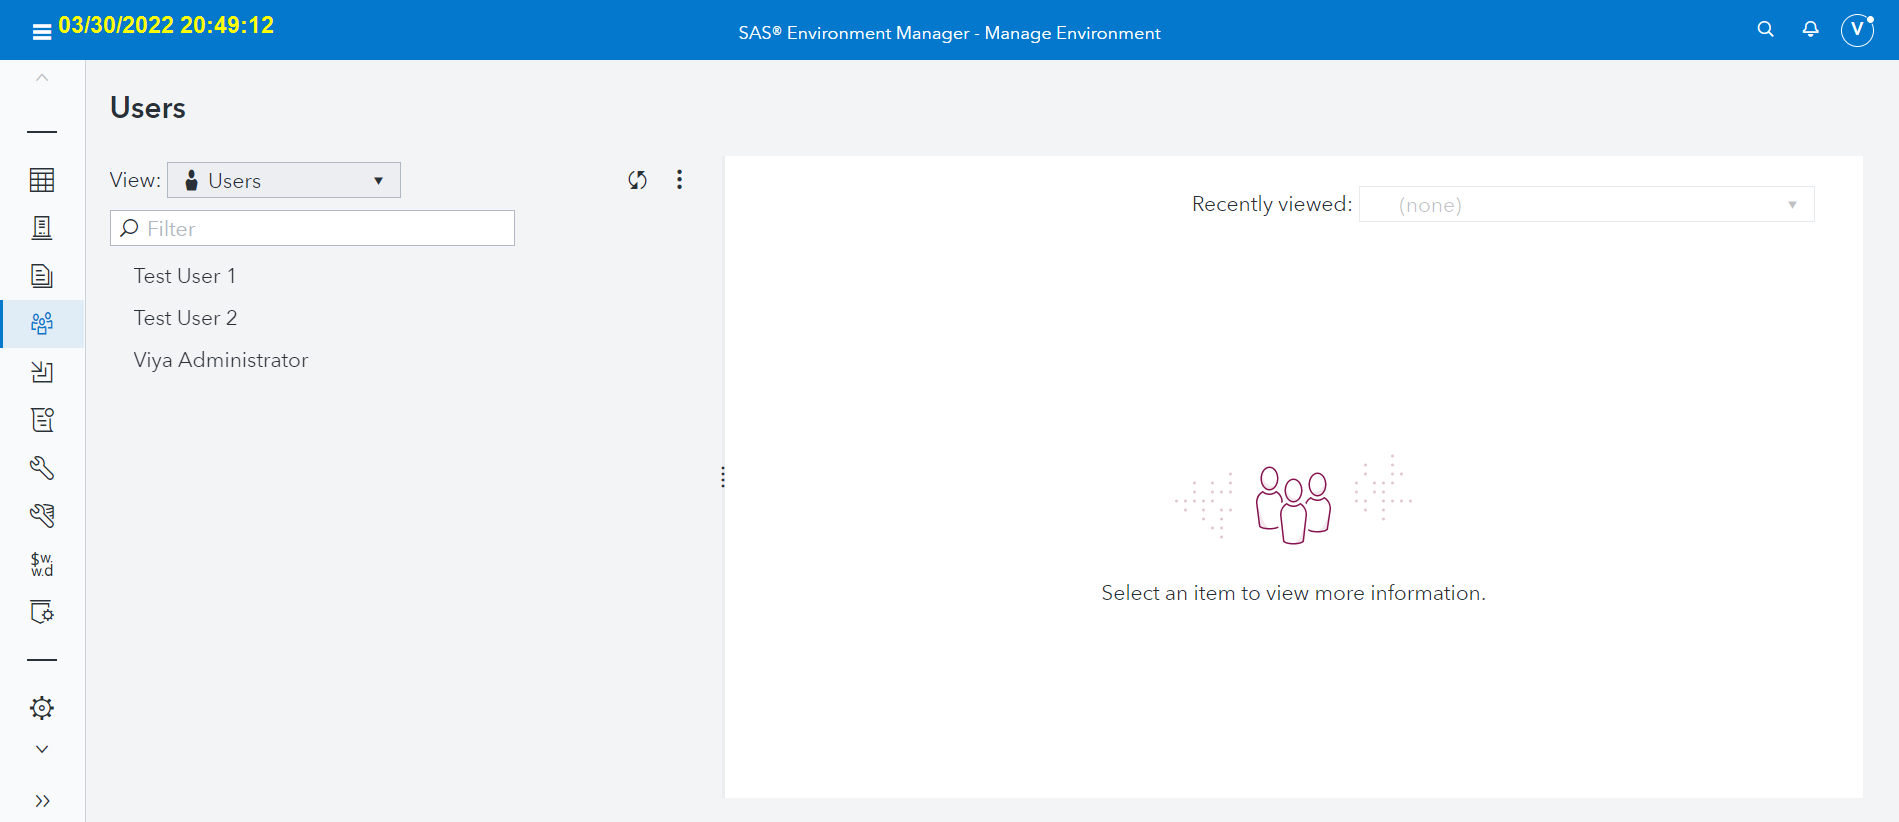 03/30/2022 20:49:12
SAS® Environment Manager - Manage Environment
V
Users
View: Users
Filter
Test User 1
Test User 2
Viya Administrator
Recently viewed: (none)
Select an item to view more information.
$w.
w.d